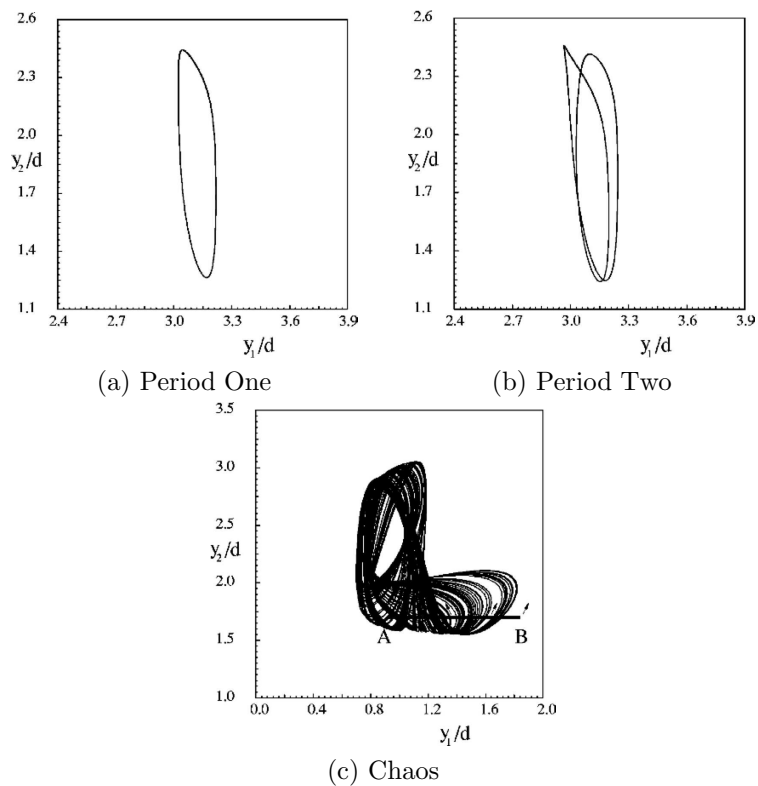 2.6
2.3
2.0
y₂/d
1.7
1.4
1.1
2.4 2.7 3.0 3.3 3.6 3.9
y₁/d
(a) Period One
2.6
2.3
2.0
y₂/d
1.7
1.4
1.1
2.4 2.7 3.0 3.3 3.6 3.9
y₁/d
(b) Period Two
3.5
3.0
2.5
y₂/d
2.0
1.5
1.0
A B
0.0 0.8 1.2 1.6 2.0
y₁/d
(c) Chaos